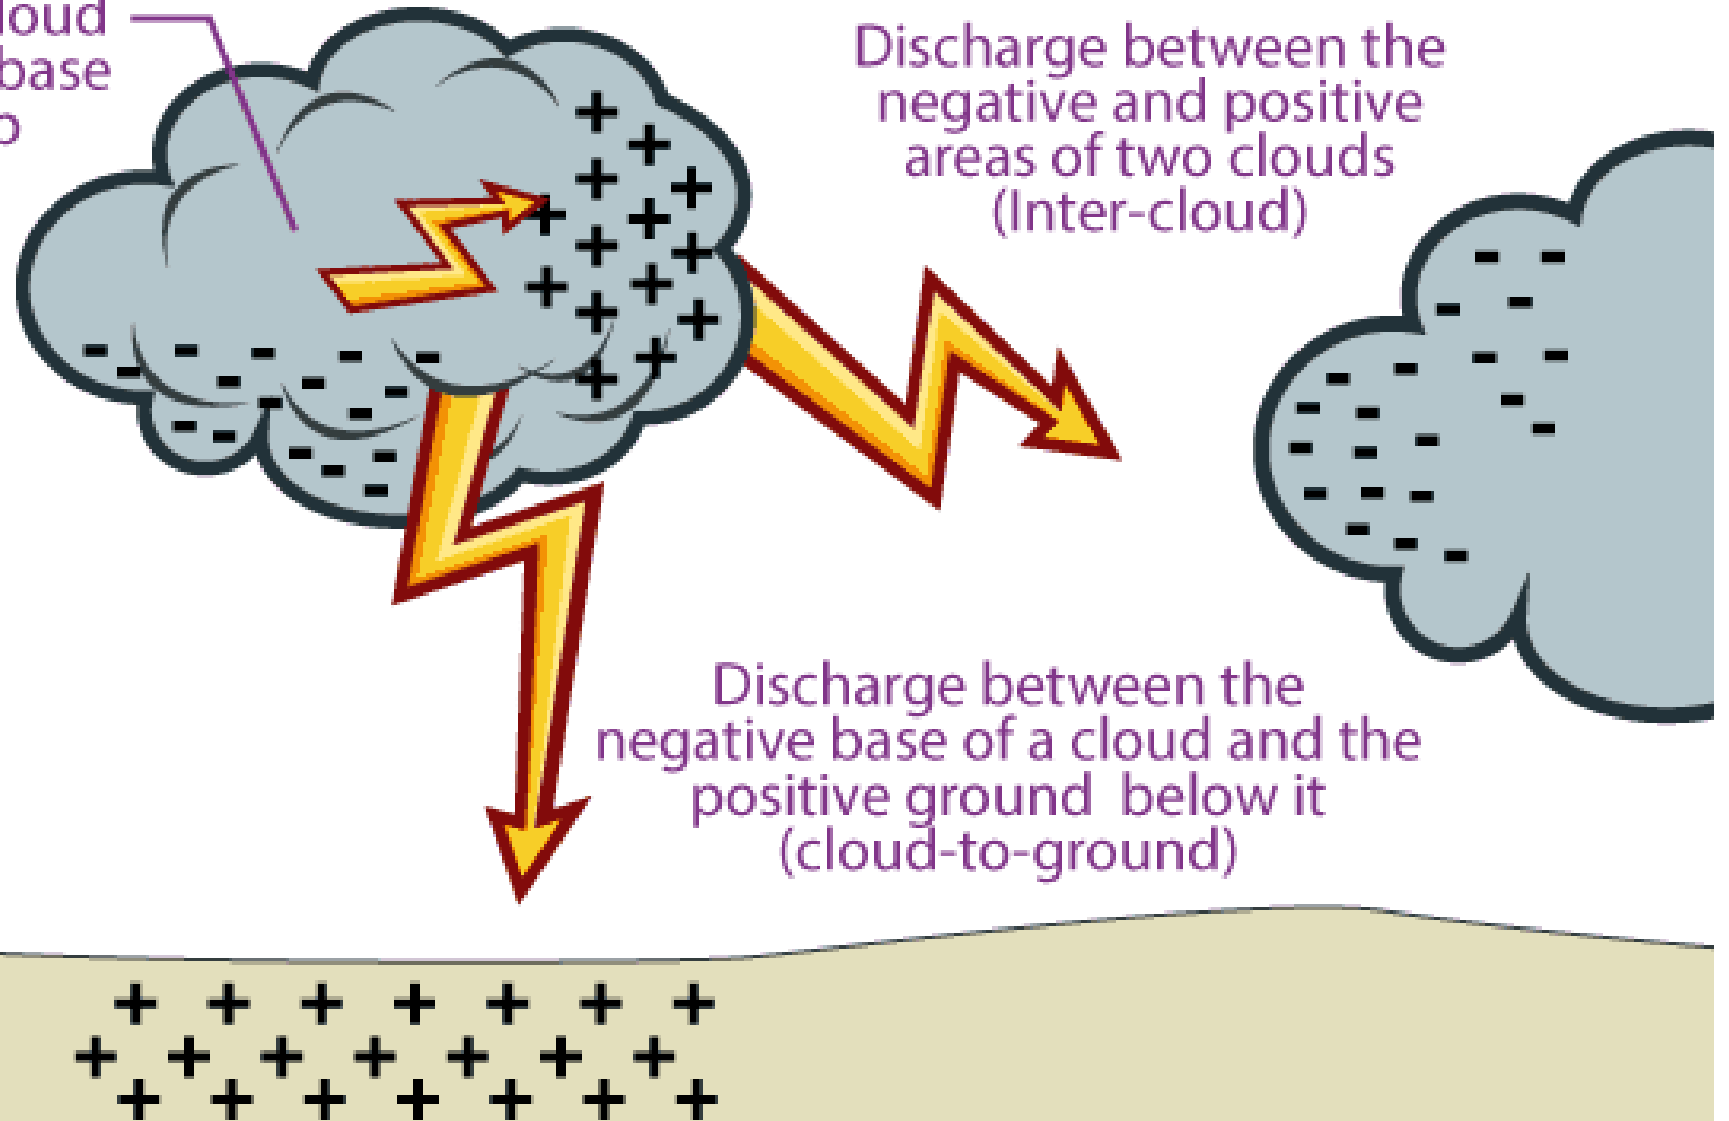 loud
base
Discharge between the
negative and positive
areas of two clouds
(Inter-cloud)
Discharge between the
negative base of a cloud and the
positive ground below it
(cloud-to-ground)